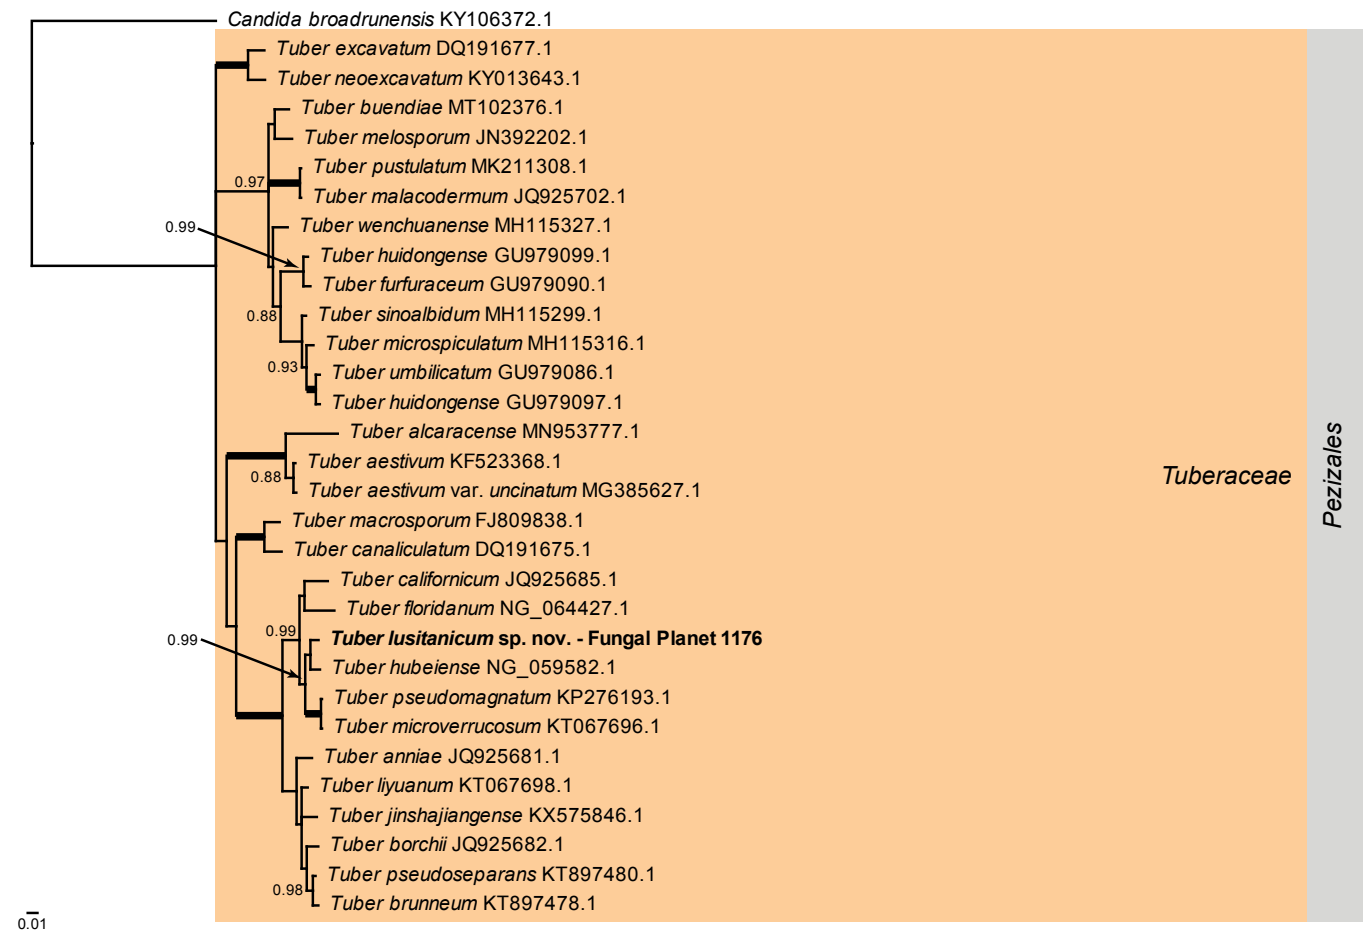 Candida broadrunensis KY106372.1
Tuber excavatum DQ191677.1
Tuber neoexcavatum KY013643.1
Tuber buendiae MT102376.1
Tuber melosporum JN392202.1
Tuber pustulatum MK211308.1
0.97
Tuber malacodermum JQ925702.1
Tuber wenchuanense MH115327.1
0.99
Tuber huidongense GU979099.1
Tuber furfuraceum GU979090.1
Tuber sinoalbidum MH115299.1
0.88
Tuber microspiculatum MH115316.1
0.93
Tuber umbilicatum GU979086.1
Tuber huidongense GU979097.1
Tuber alcaracense MN953777.1
Tuber aestivum KF523368.1
0.88
Tuber aestivum var. uncinatum MG385627.1
Tuberaceae
Pezizales
Tuber macrosporum FJ809838.1
Tuber canaliculatum DQ191675.1
Tuber californicum JQ925685.1
Tuber floridanum NG_064427.1
0.99
0.99
Tuber lusitanicum sp. nov. - Fungal Planet 1176
Tuber hubeiense NG_059582.1
Tuber pseudomagnatum KP276193.1
Tuber microverrucosum KT067696.1
Tuber anniae JQ925681.1
Tuber liyuanum KT067698.1
Tuber jinshajiangense KX575846.1
Tuber borchii JQ925682.1
Tuber pseudoseparans KT897480.1
0.98
Tuber brunneum KT897478.1
0.01